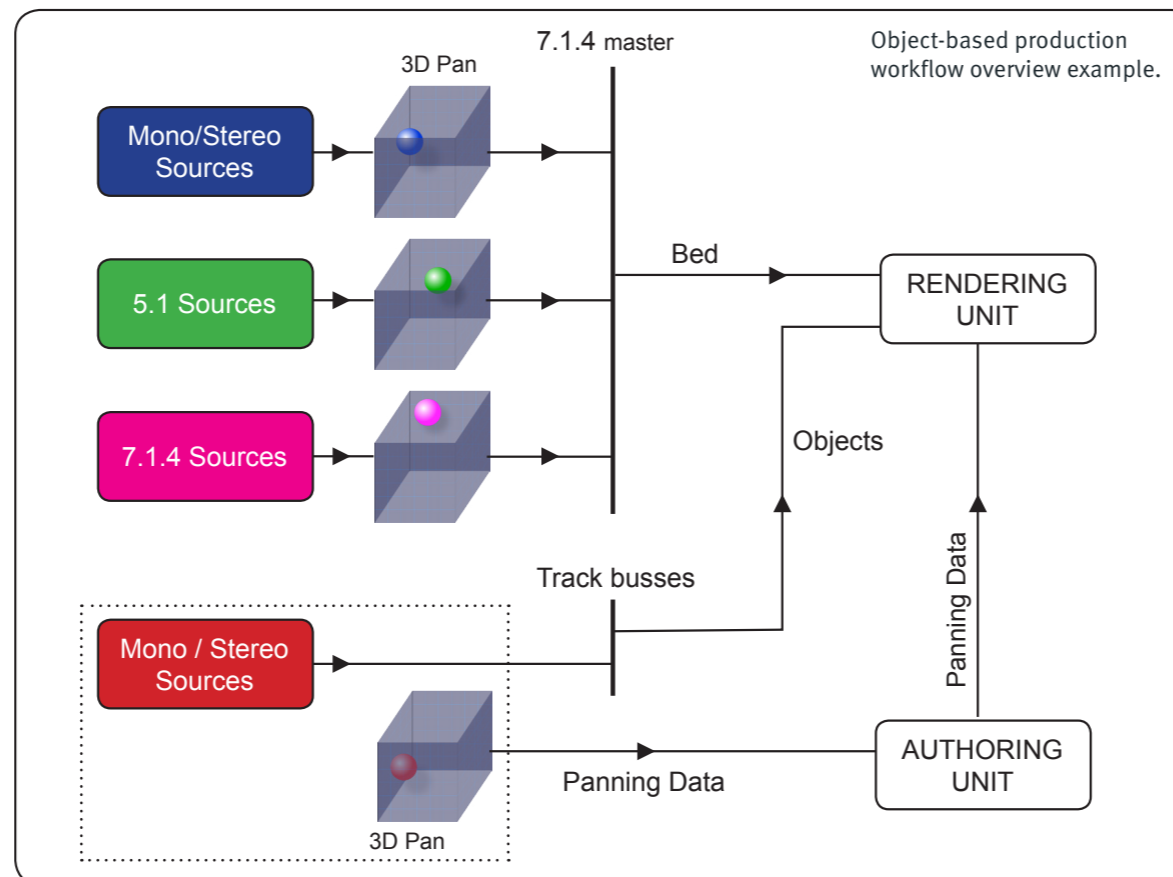 7.1.4 master
Object-based production
workflow overview example.
3D Pan
Mono/Stereo
Sources
5.1 Sources
7.1.4 Sources
Bed
RENDERING
UNIT
Objects
Track busses
Mono / Stereo
Sources
Panning Data
3D Pan
Panning Data
AUTHORING
UNIT